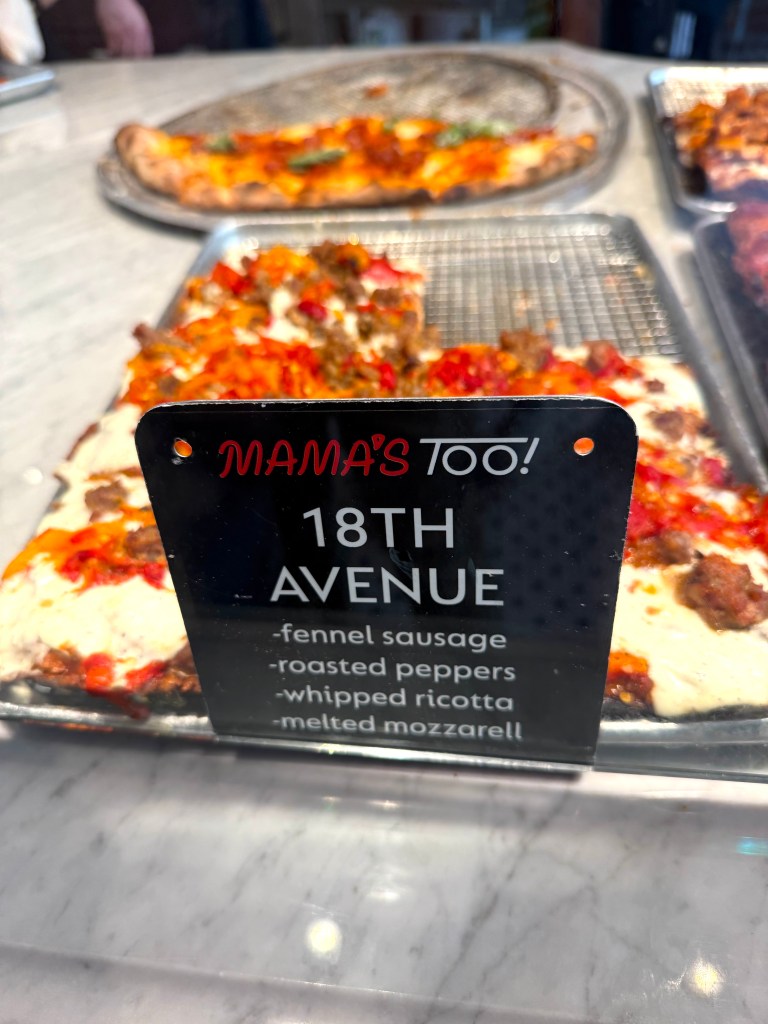 MAMA'S TOO!
18TH
AVENUE
-fennel sausage
-roasted peppers
-whipped ricotta
-melted mozzarell